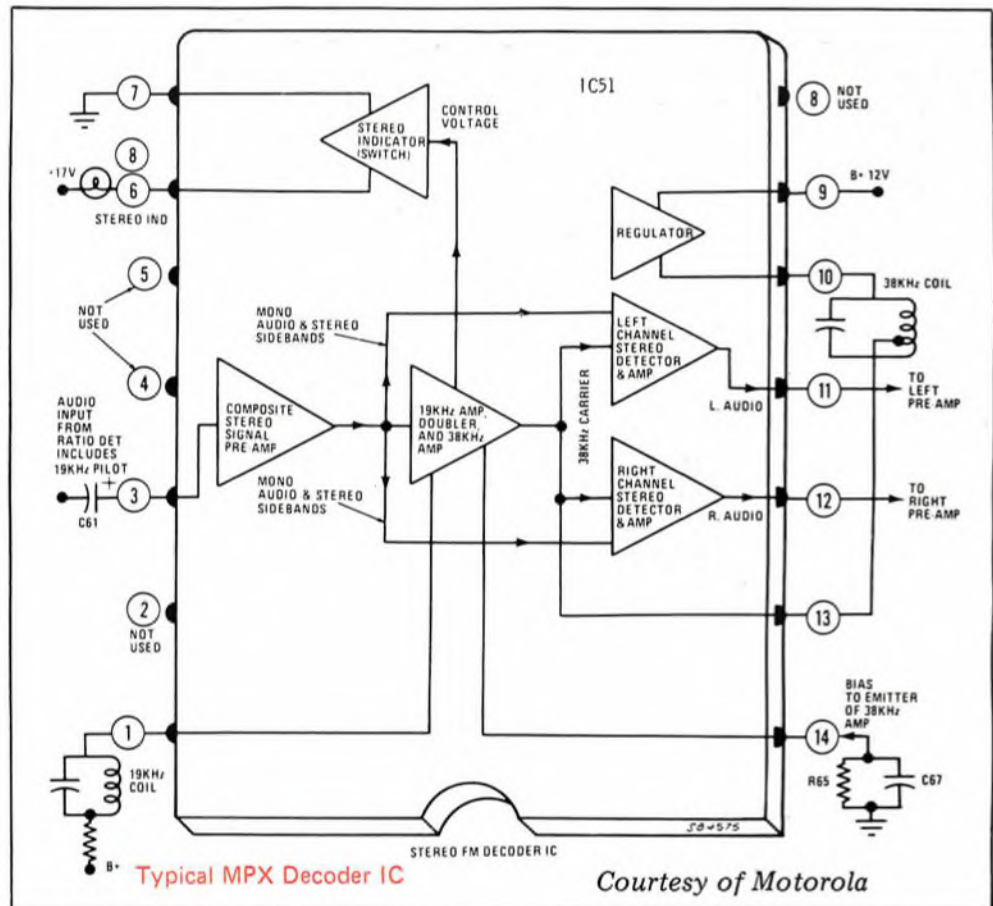 IC51
7
8
NOT
USED
STEREO
INDICATOR
(SWITCH)
CONTROL
VOLTAGE
8
+17V
6
STEREO IND
9
B+ 12V
REGULATOR
5
10
38KHz COIL
NOT
USED
MONO
AUDIO & STEREO
SIDEBANDS
LEFT
CHANNEL
STEREO
DETECTOR
& AMP
4
11
TO
LEFT
PRE-AMP
L. AUDIO
AUDIO
INPUT
FROM
RATIO DET
INCLUDES
19KHz PILOT
+
C61
3
COMPOSITE
STEREO
SIGNAL
PRE-AMP
19KHz AMP,
DOUBLER,
AND 38KHz
AMP
38KHz CARRIER
MONO
AUDIO & STEREO
SIDEBANDS
RIGHT
CHANNEL
STEREO
DETECTOR
& AMP
R. AUDIO
12
TO
RIGHT
PRE-AMP
2
NOT
USED
13
1
19KHz
COIL
B+
14
BIAS
TO EMITTER
OF 38KHz
AMP
R65
C67
STEREO FM DECODER IC
Typical MPX Decoder IC
Courtesy of Motorola